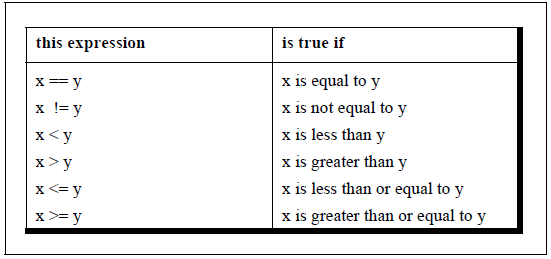 this expression is true if
x == y x is equal to y
x != y x is not equal to y
x < y x is less than y
x > y x is greater than y
x <= y x is less than or equal to y
x >= y x is greater than or equal to y